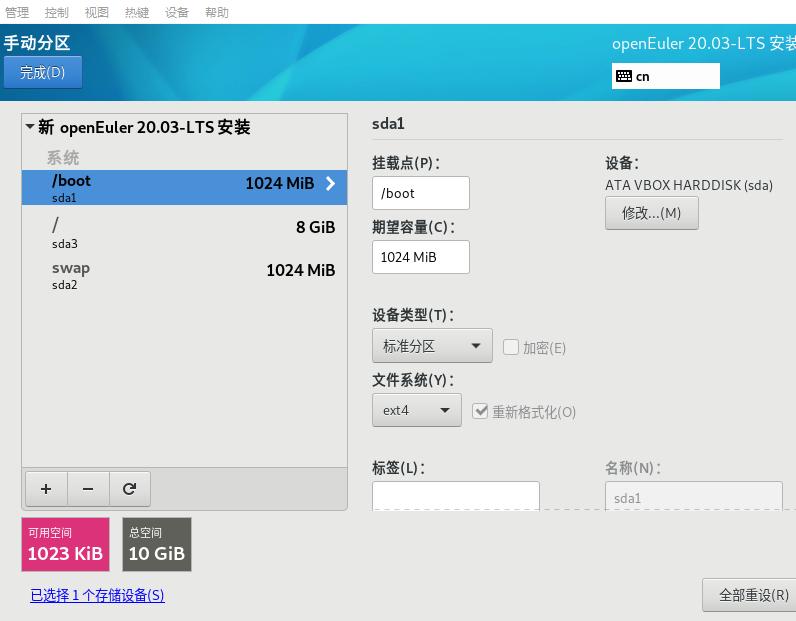 管理 控制 视图 热键 设备 帮助
手动分区
openEuler 20.03-LTS 安装
完成(D)
cn
新 openEuler 20.03-LTS 安装
系统
/boot 1024 MiB
sda1
/ 8 GiB
sda3
swap 1024 MiB
sda2
sda1
挂载点(P)：
/boot
期望容量(C)：
1024 MiB
设备：
ATA VBOX HARDDISK (sda)
修改...(M)
设备类型(T)：
标准分区
加密(E)
文件系统(Y)：
ext4
重新格式化(O)
标签(L)：
名称(N)：
sda1
+ −
可用空间
1023 KiB
总空间
10 GiB
已选择 1 个存储设备(S)
全部重设(R)